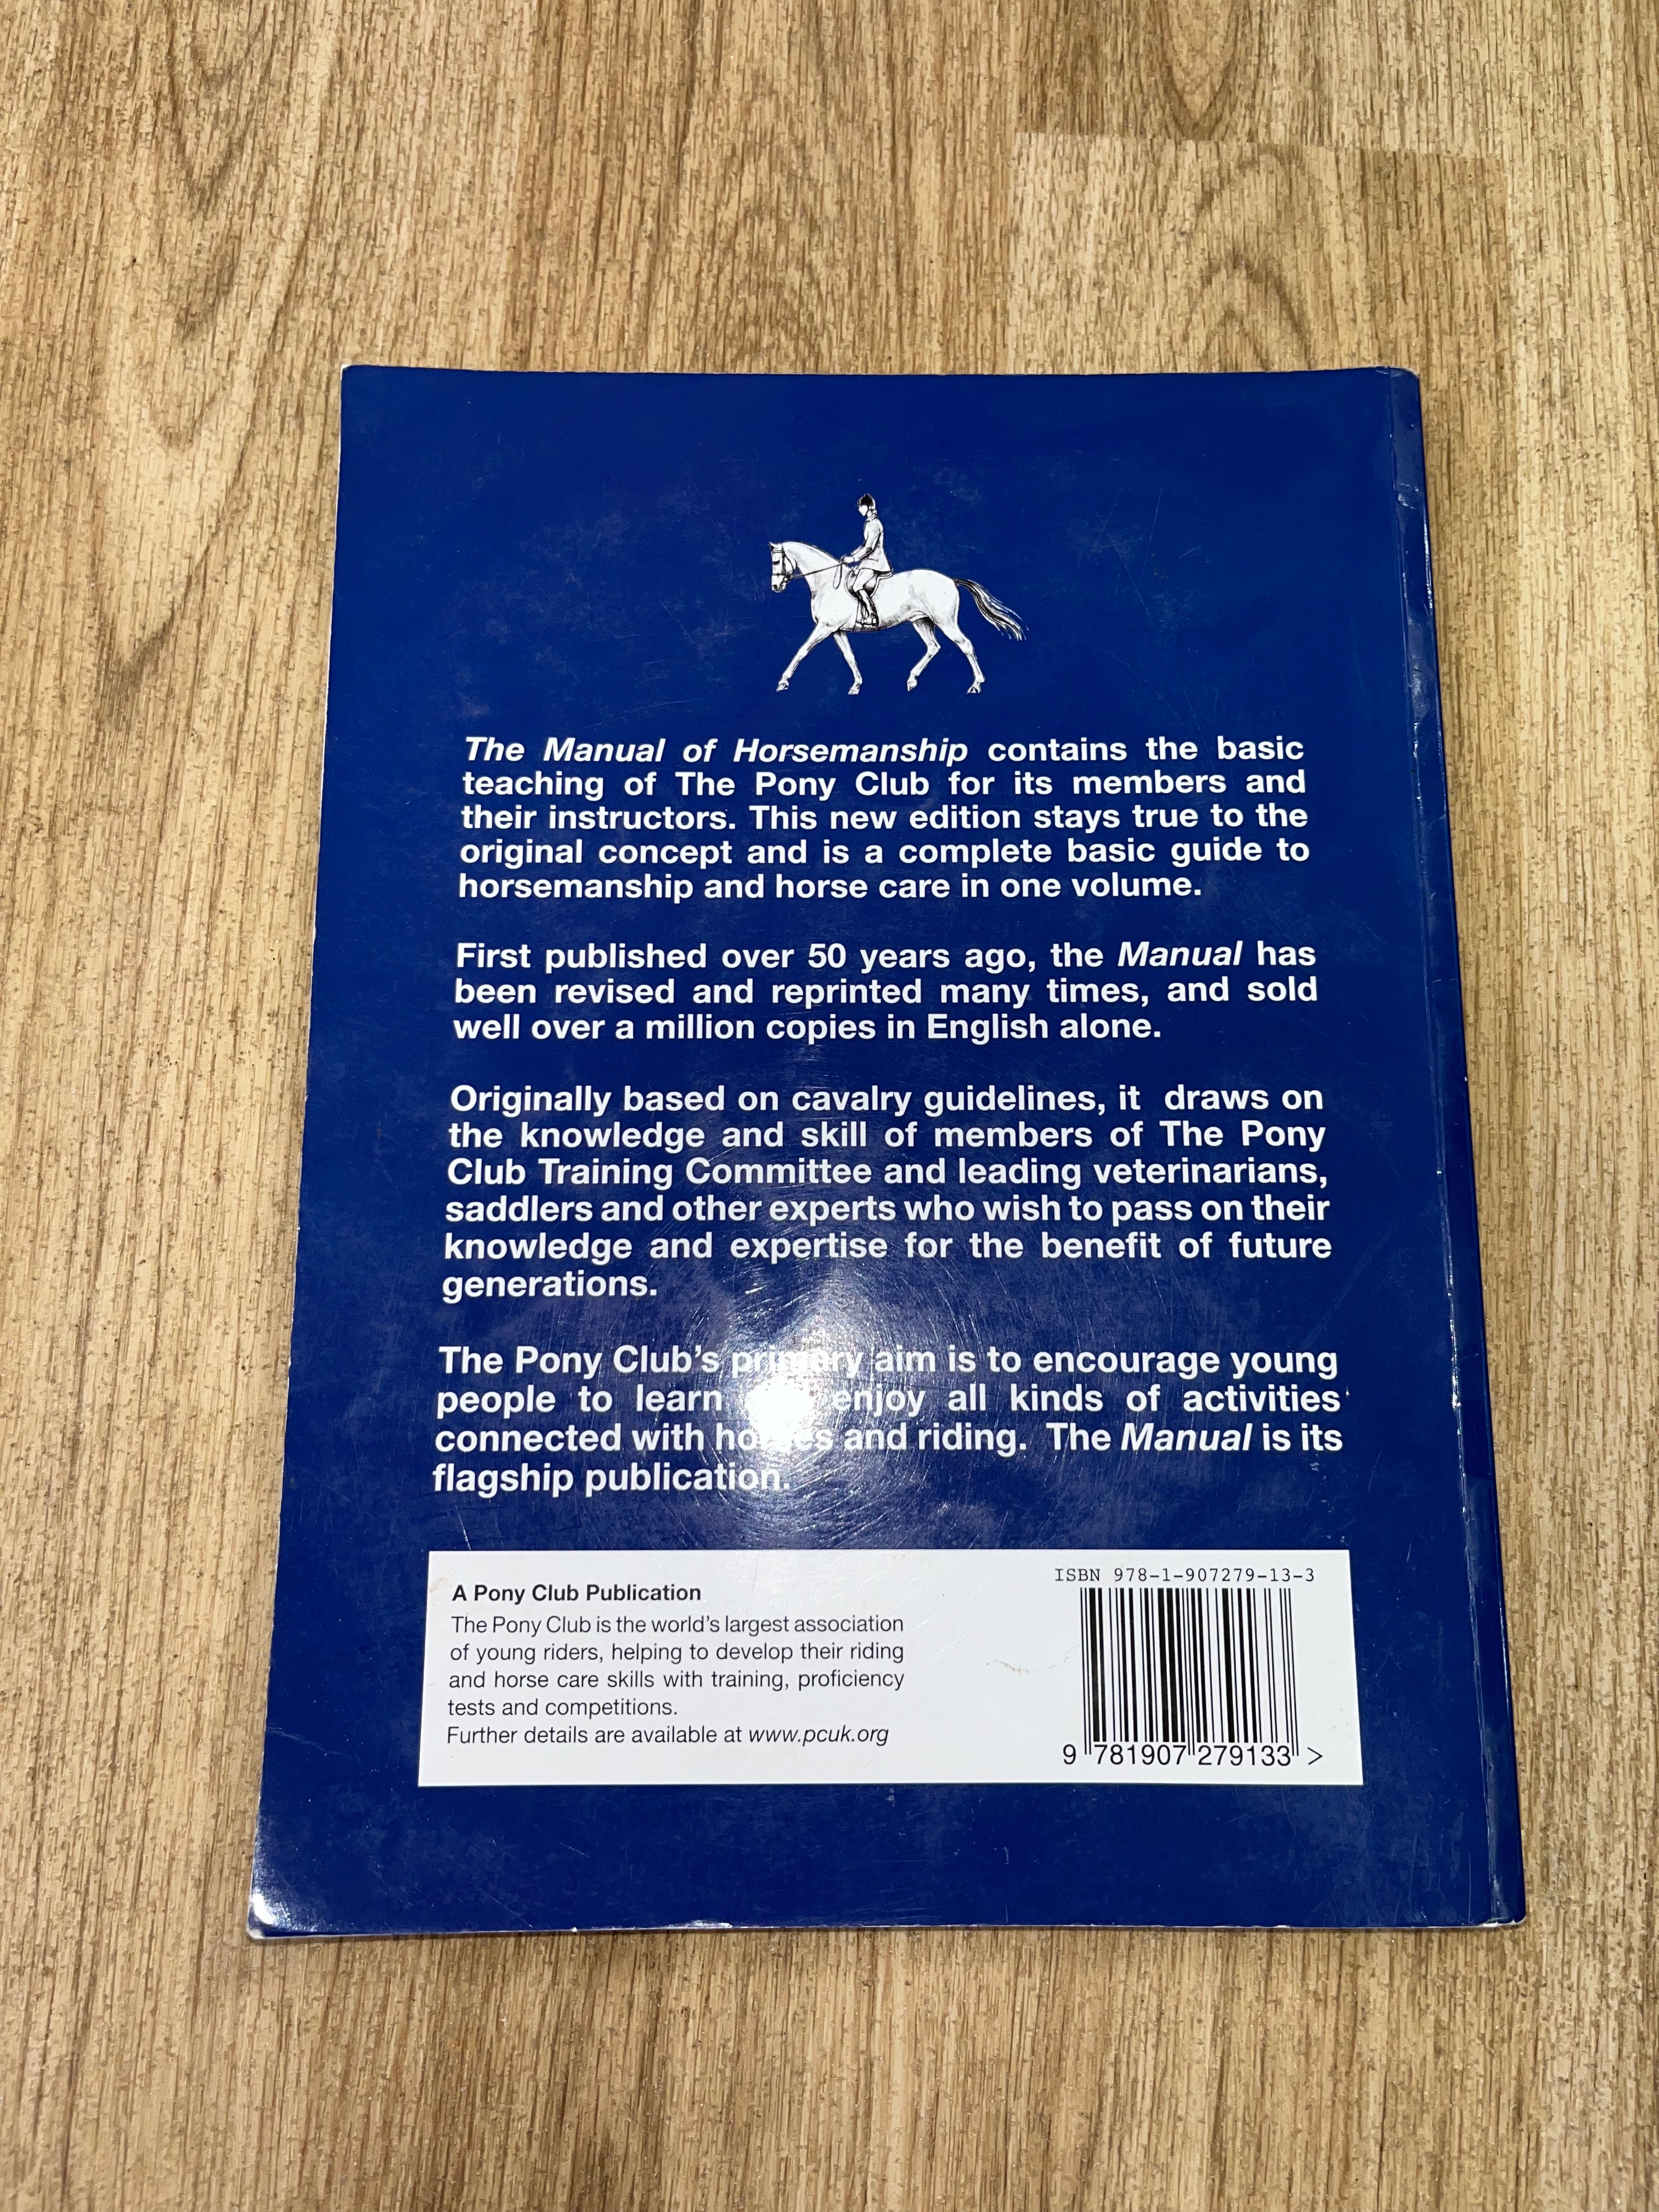 The Manual of Horsemanship contains the basic
teaching of The Pony Club for its members and
their instructors. This new edition stays true to the
original concept and is a complete basic guide to
horsemanship and horse care in one volume.
First published over 50 years ago, the Manual has
been revised and reprinted many times, and sold
well over a million copies in English alone.
Originally based on cavalry guidelines, it draws on
the knowledge and skill of members of The Pony
Club Training Committee and leading veterinarians,
saddlers and other experts who wish to pass on their
knowledge and expertise for the benefit of future
generations.
The Pony Club's primary aim is to encourage young
people to learn enjoy all kinds of activities
connected with horses and riding. The Manual is its
flagship publication.
A Pony Club Publication
The Pony Club is the world's largest association
of young riders, helping to develop their riding
and horse care skills with training, proficiency
tests and competitions.
Further details are available at www.pcuk.org
ISBN 978-1-907279-13-3
9 781907 279133 >